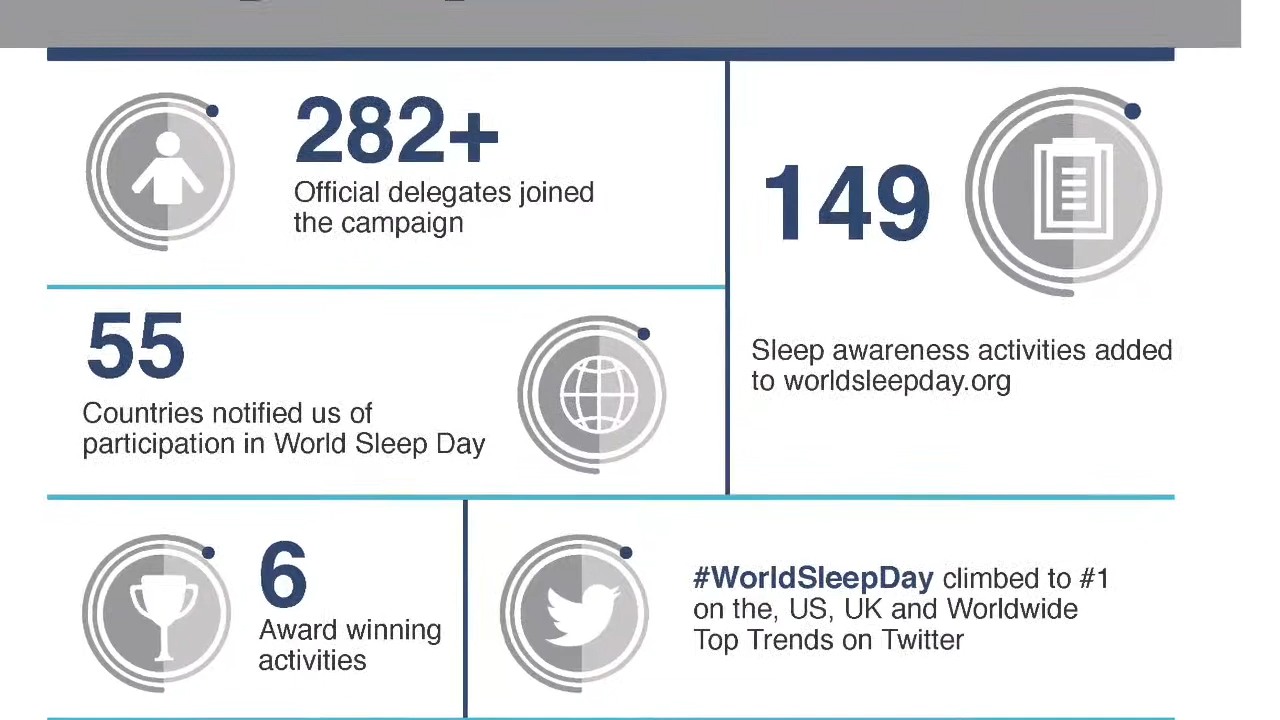 282+
Official delegates joined
the campaign
149
Sleep awareness activities added
to worldsleepday.org
55
Countries notified us of
participation in World Sleep Day
6
Award winning
activities
#WorldSleepDay climbed to #1
on the, US, UK and Worldwide
Top Trends on Twitter